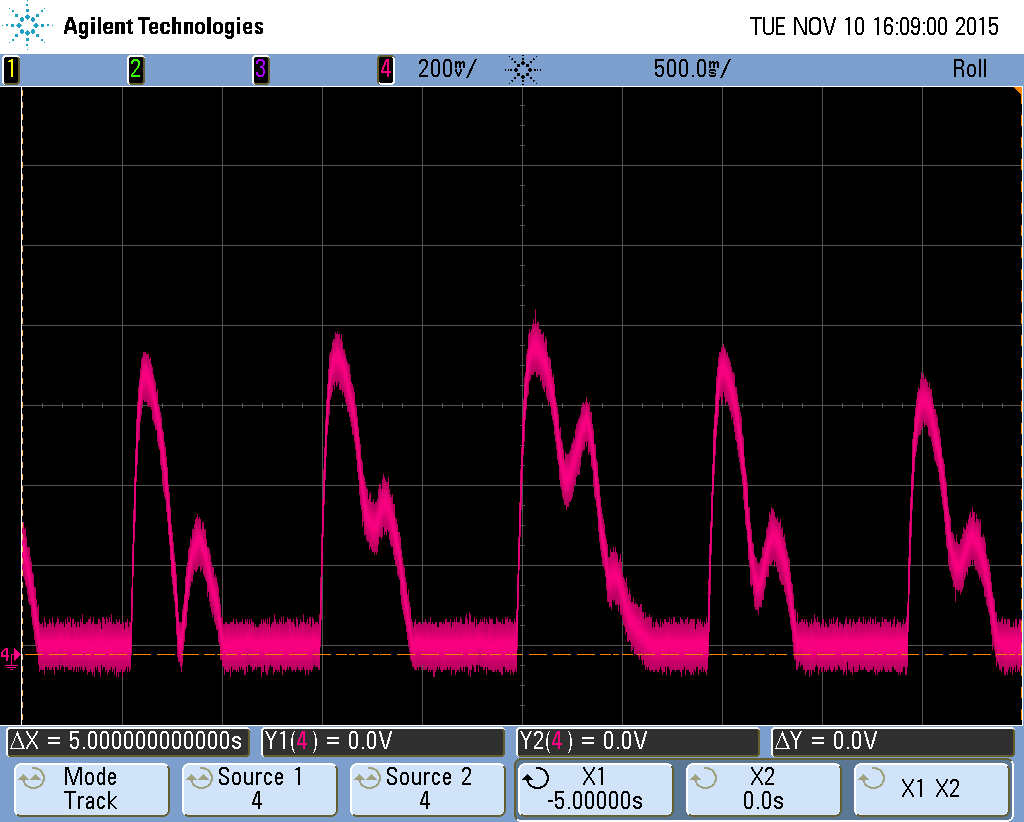 Agilent Technologies
TUE NOV 10 16:09:00 2015
1 2 3 4 200mV/ 500.0ms/ Roll
4
ΔX = 5.000000000000s Y1(4) = 0.0V Y2(4) = 0.0V ΔY = 0.0V
Mode Source 1 Source 2 X1 X2 X1 X2
Track 4 4 -5.00000s 0.0s